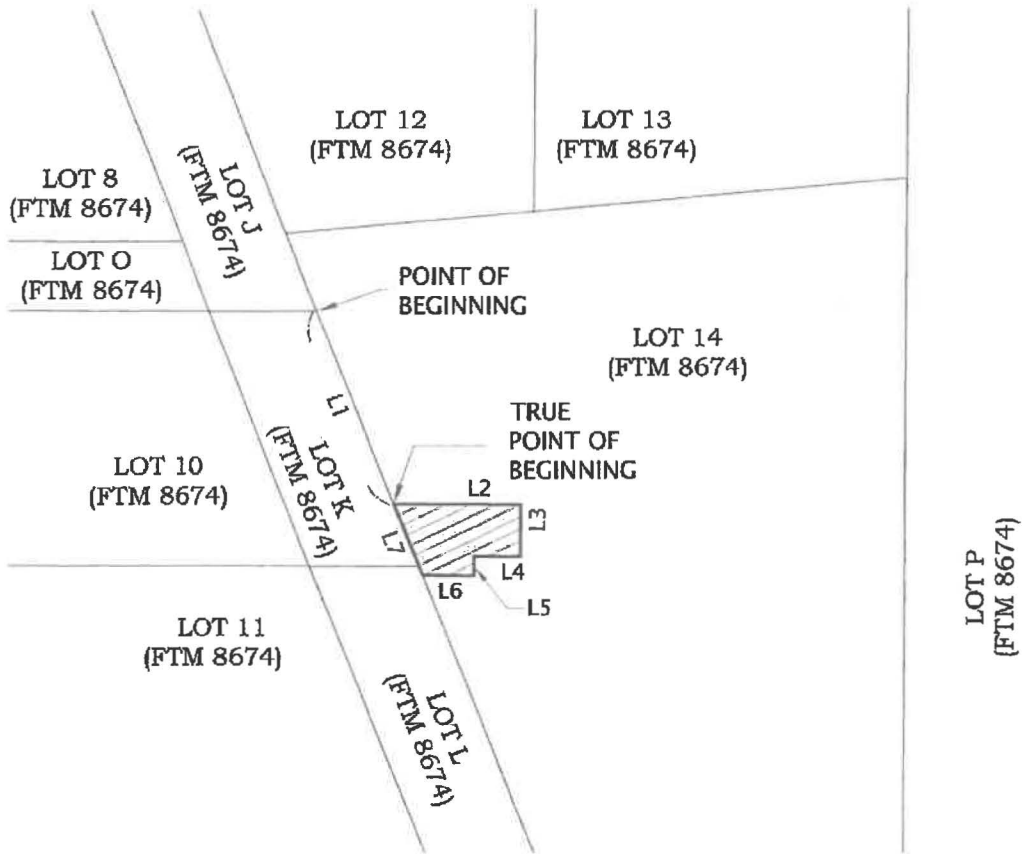 LOT 12
(FTM 8674)
LOT 13
(FTM 8674)
LOT J
(FTM 8674)
LOT 8
(FTM 8674)
LOT O
(FTM 8674)
POINT OF
BEGINNING
LOT 14
(FTM 8674)
L1
TRUE
POINT OF
BEGINNING
LOT K
(FTM 8674)
LOT 10
(FTM 8674)
L2
L3
L7
L4
L6
L5
LOT P
(FTM 8674)
LOT 11
(FTM 8674)
LOT L
(FTM 8674)